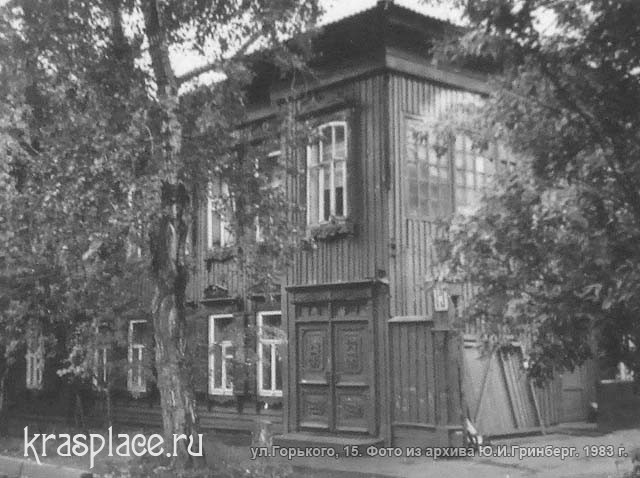 krasplace.ru
ул.Горького, 15. Фото из архива Ю.И.Гринберг. 1983 г.